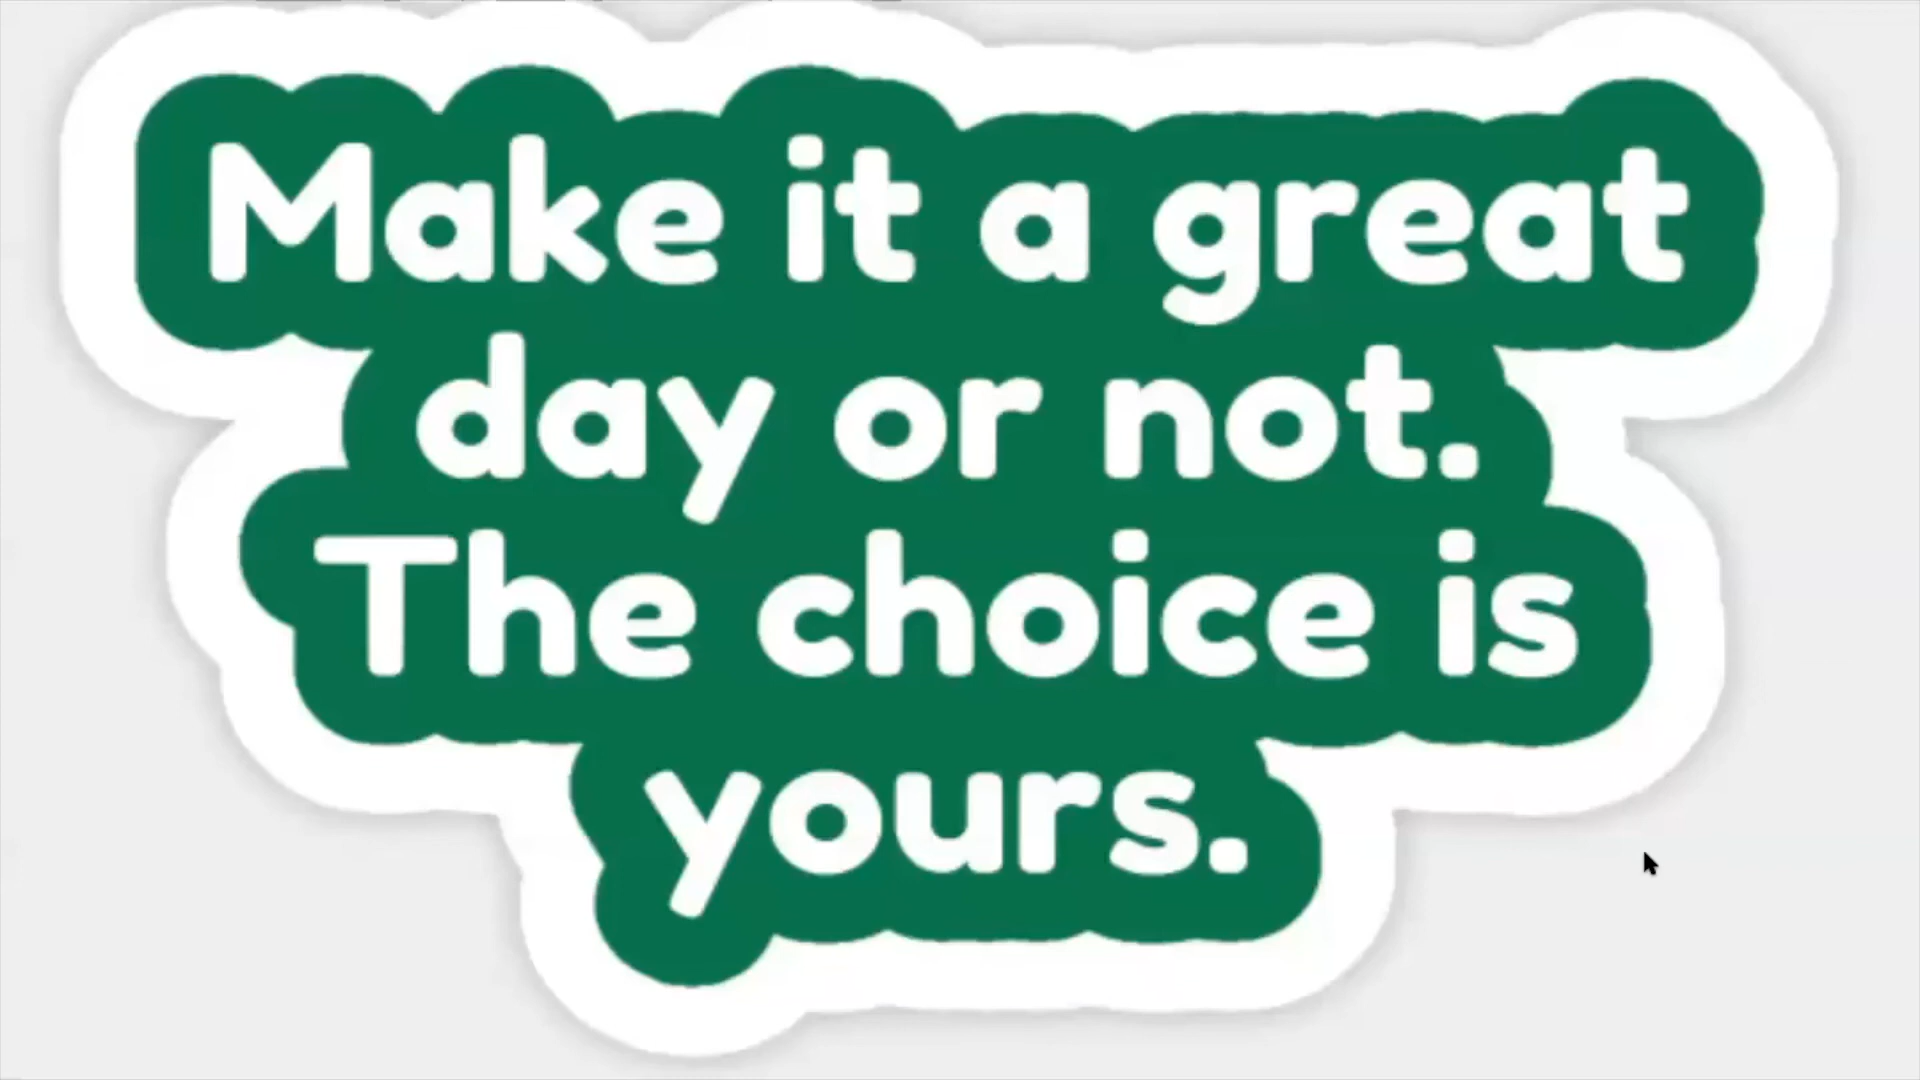 Make it a great
day or not.
The choice is
yours.